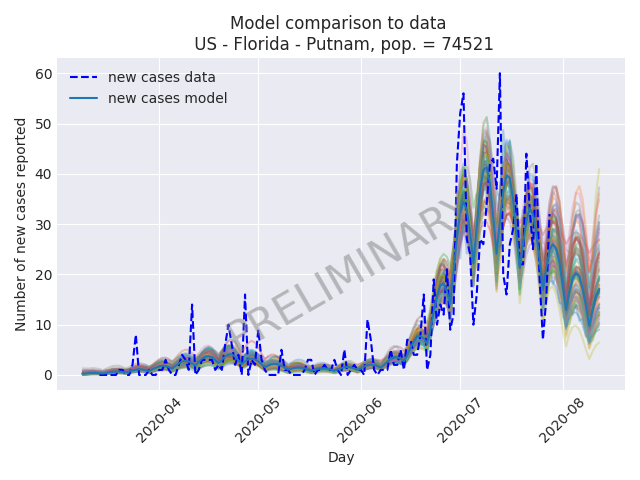 Model comparison to data
US - Florida - Putnam, pop. = 74521
new cases data
new cases model
Number of new cases reported
60
50
40
30
20
10
0
PRELIMINARY
2020-04
2020-05
2020-06
2020-07
2020-08
Day